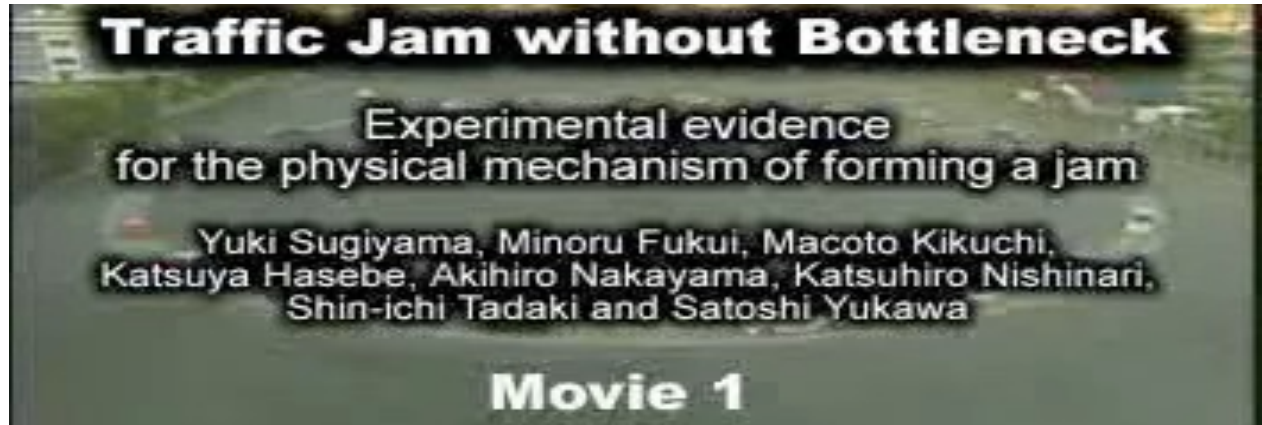 Traffic Jam without Bottleneck
Experimental evidence
for the physical mechanism of forming a jam
Yuki Sugiyama, Minoru Fukui, Macoto Kikuchi,
Katsuya Hasebe, Akihiro Nakayama, Katsuhiro Nishinari,
Shin-ichi Tadaki and Satoshi Yukawa
Movie 1